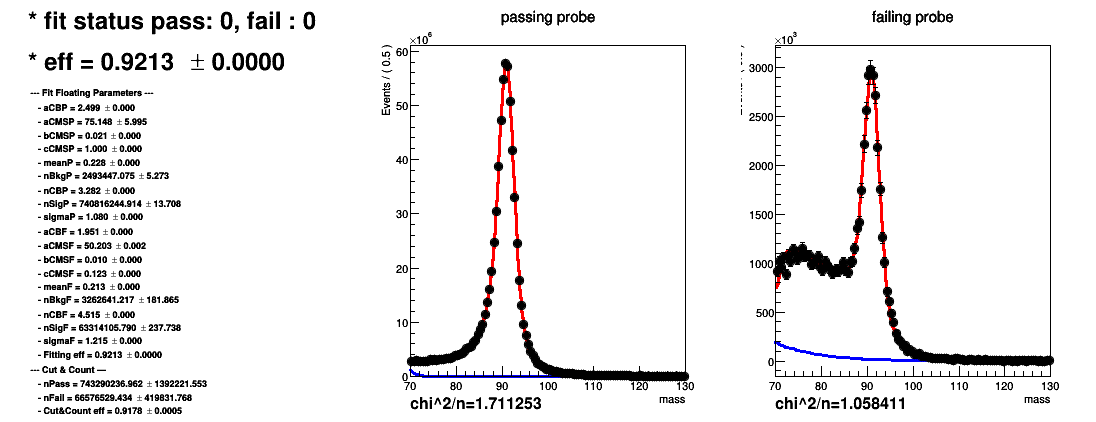 * fit status pass: 0, fail : 0
* eff = 0.9213 ± 0.0000
--- Fit Floating Parameters ---
- aCBP = 2.499 ± 0.000
- aCMSP = 75.148 ± 5.995
- bCMSP = 0.021 ± 0.000
- cCMSP = 1.000 ± 0.000
- meanP = 0.228 ± 0.000
- nBkgP = 2493447.075 ± 5.273
- nCBP = 3.282 ± 0.000
- nSigP = 740816244.914 ± 13.708
- sigmaP = 1.080 ± 0.000
- aCBF = 1.951 ± 0.000
- aCMSF = 50.203 ± 0.002
- bCMSF = 0.010 ± 0.000
- cCMSF = 0.123 ± 0.000
- meanF = 0.213 ± 0.000
- nBkgF = 3262641.217 ± 181.865
- nCBF = 4.515 ± 0.000
- nSigF = 63314105.790 ± 237.738
- sigmaF = 1.215 ± 0.000
- Fitting eff = 0.9213 ± 0.0000
--- Cut & Count ---
- nPass = 743290236.962 ± 1392221.553
- nFail = 66576529.434 ± 419831.768
- Cut&Count eff = 0.9178 ± 0.0005
passing probe
×10⁶
Events / ( 0.5 )
60
50
40
30
20
10
0
70 80 90 100 110 120 130
mass
chi^2/n=1.711253
failing probe
×10³
3000
2500
2000
1500
1000
500
0
70 80 90 100 110 120 130
mass
chi^2/n=1.058411